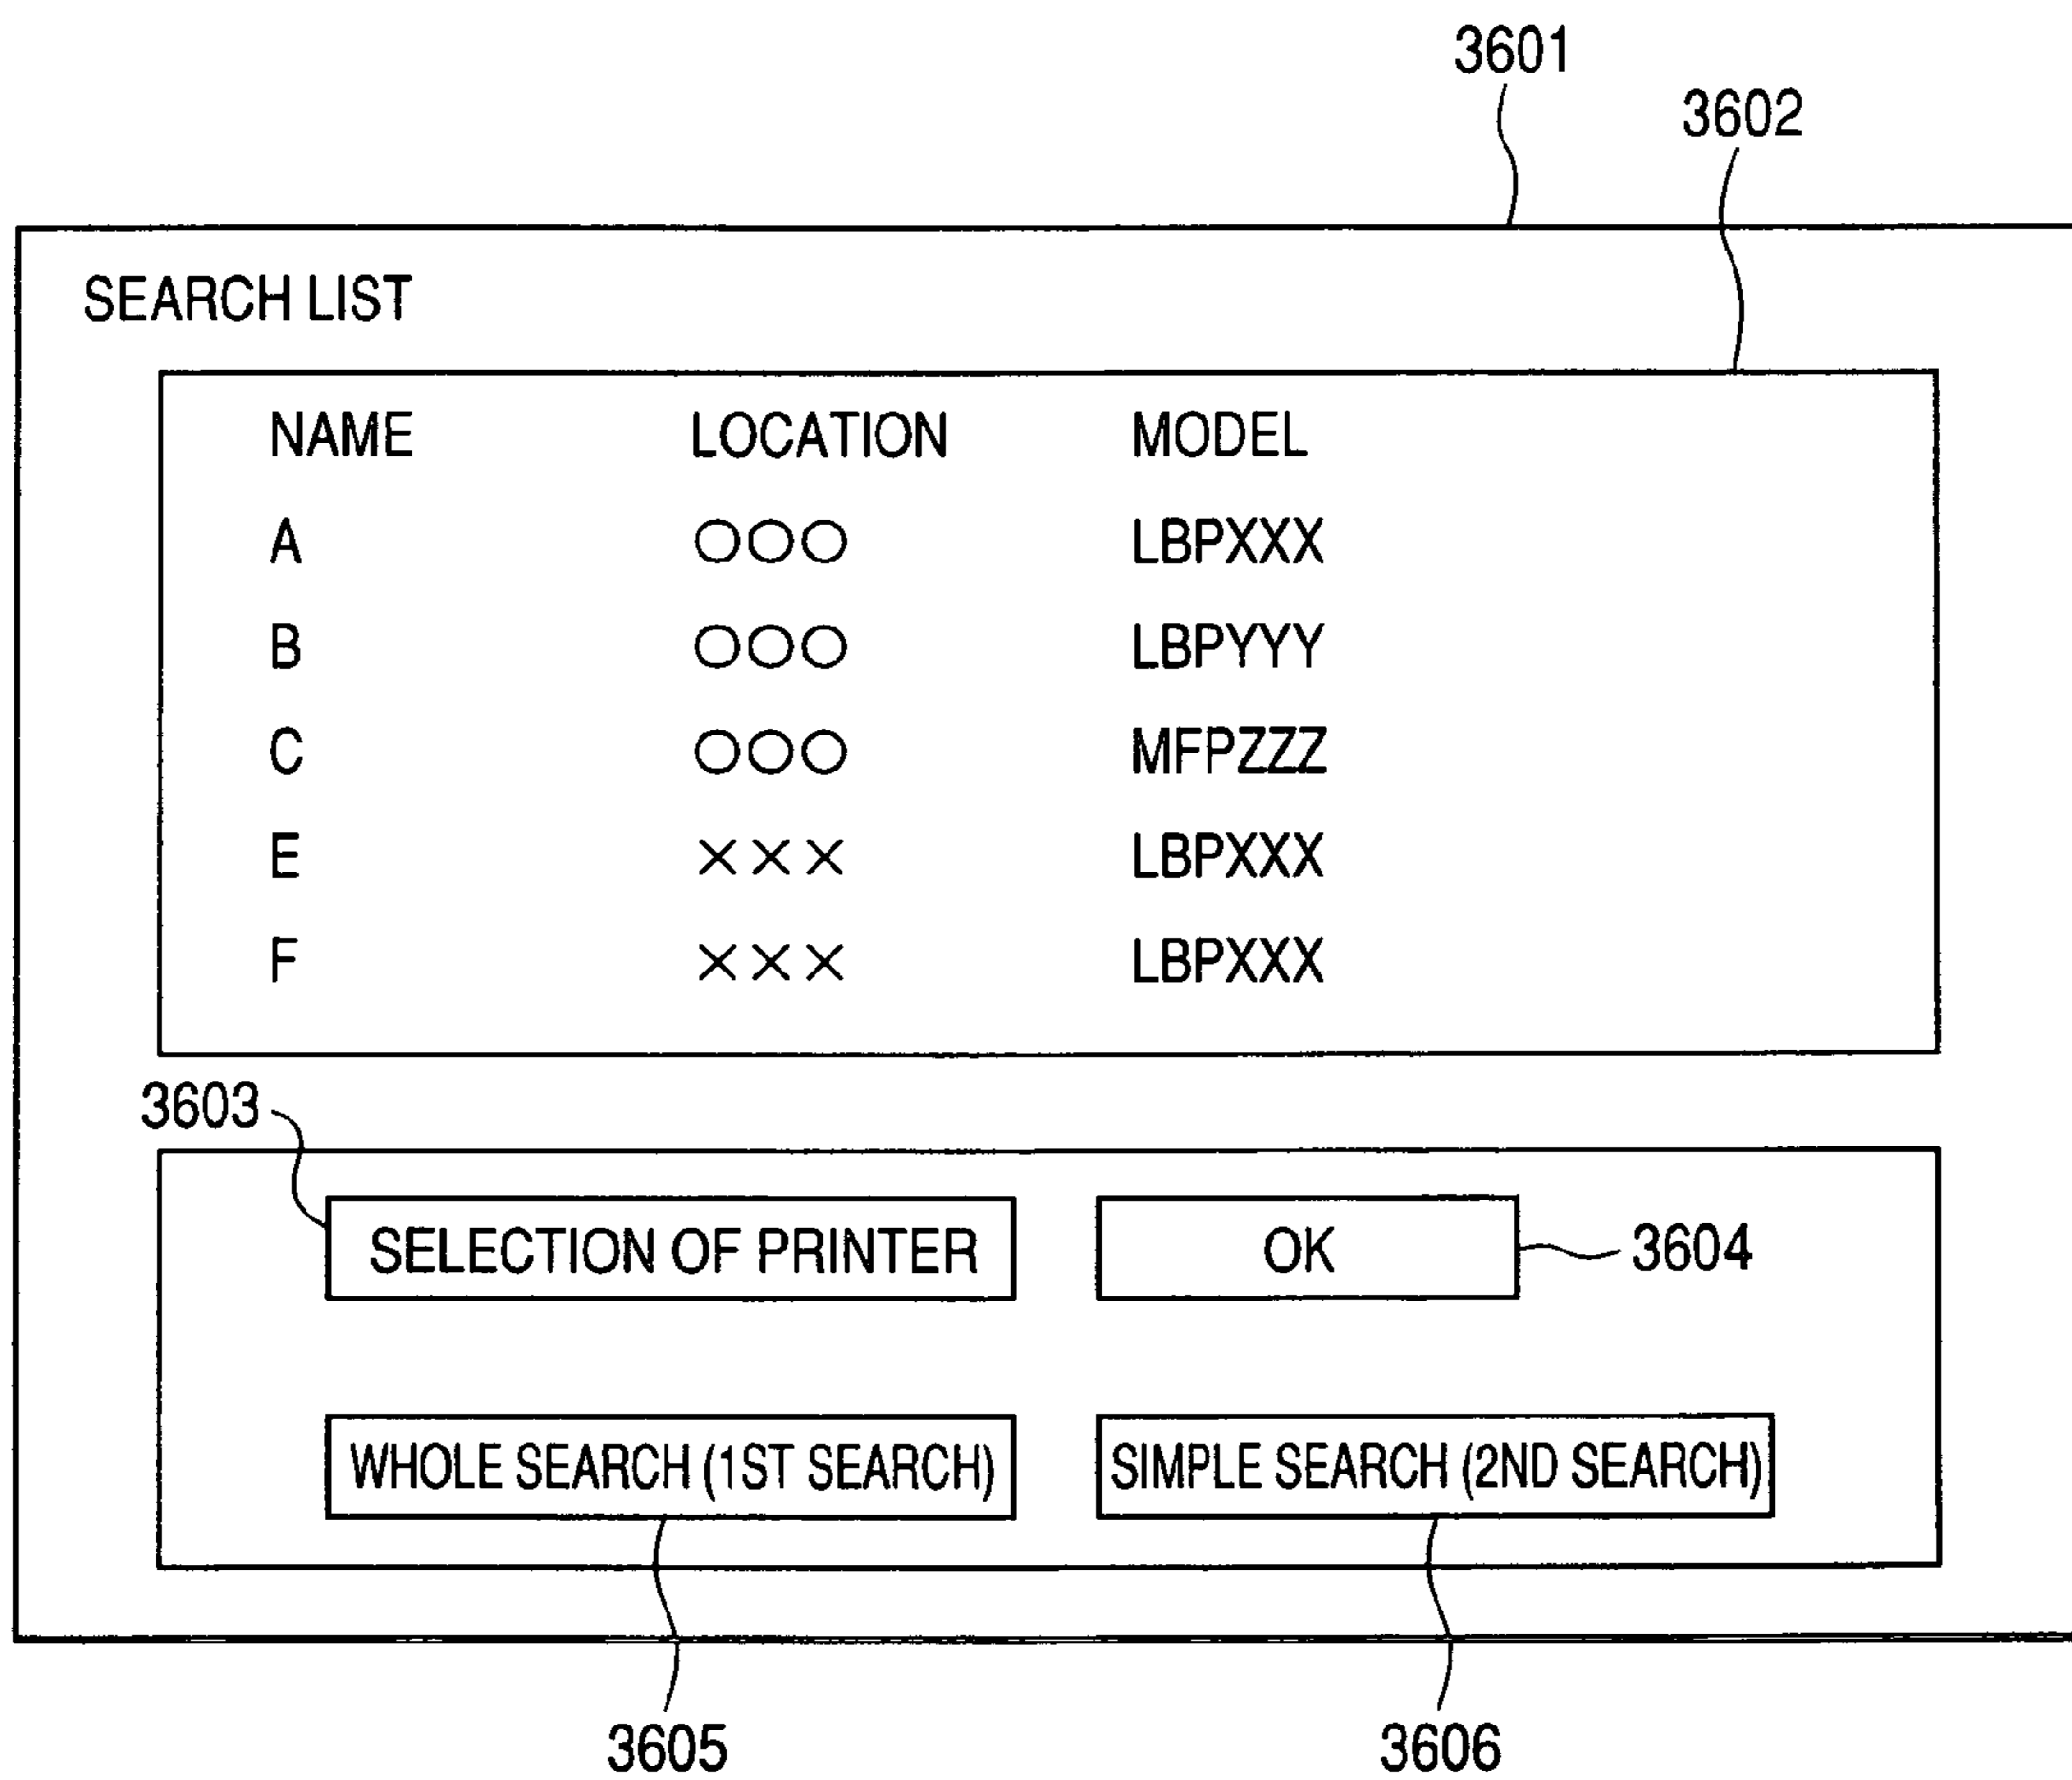 3601
3602
SEARCH LIST
NAME LOCATION MODEL
A ○○○ LBPXXX
B ○○○ LBPYYY
C ○○○ MFPZZZ
E ××× LBPXXX
F ××× LBPXXX
3603
SELECTION OF PRINTER OK 3604
WHOLE SEARCH (1ST SEARCH) SIMPLE SEARCH (2ND SEARCH)
3605 3606